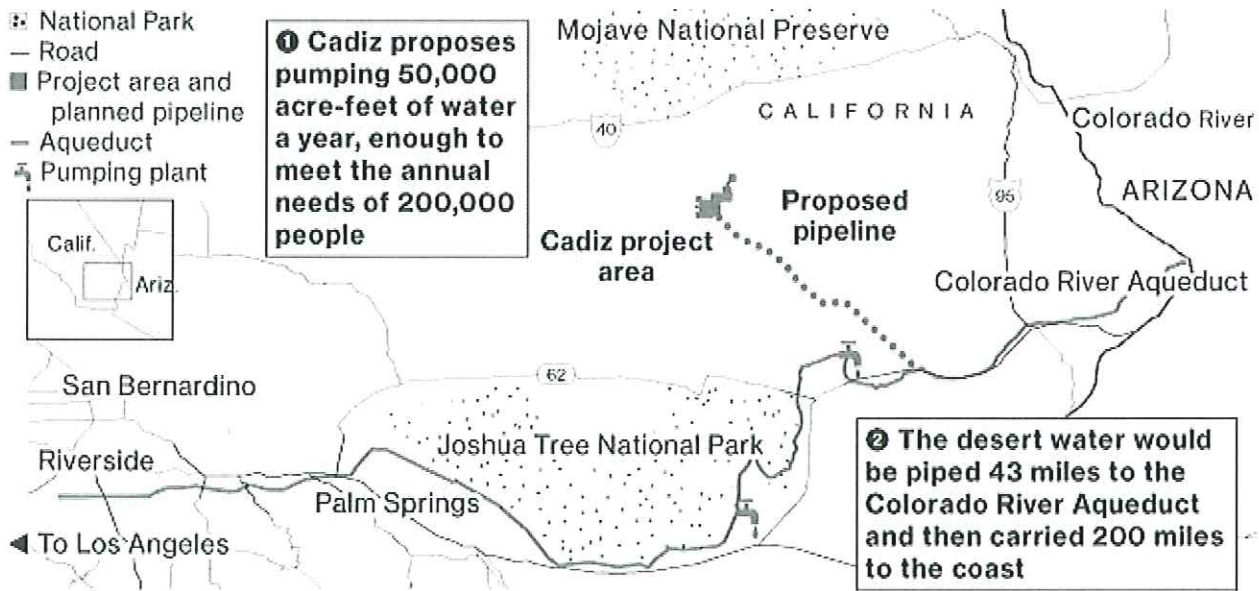 National Park
Road
Project area and
planned pipeline
Aqueduct
Pumping plant
Calif.
Ariz.
❶ Cadiz proposes
pumping 50,000
acre-feet of water
a year, enough to
meet the annual
needs of 200,000
people
Mojave National Preserve
40
CALIFORNIA
Colorado River
95
ARIZONA
Cadiz project
area
Proposed
pipeline
Colorado River Aqueduct
62
San Bernardino
Riverside
Palm Springs
Joshua Tree National Park
◀ To Los Angeles
❷ The desert water would
be piped 43 miles to the
Colorado River Aqueduct
and then carried 200 miles
to the coast